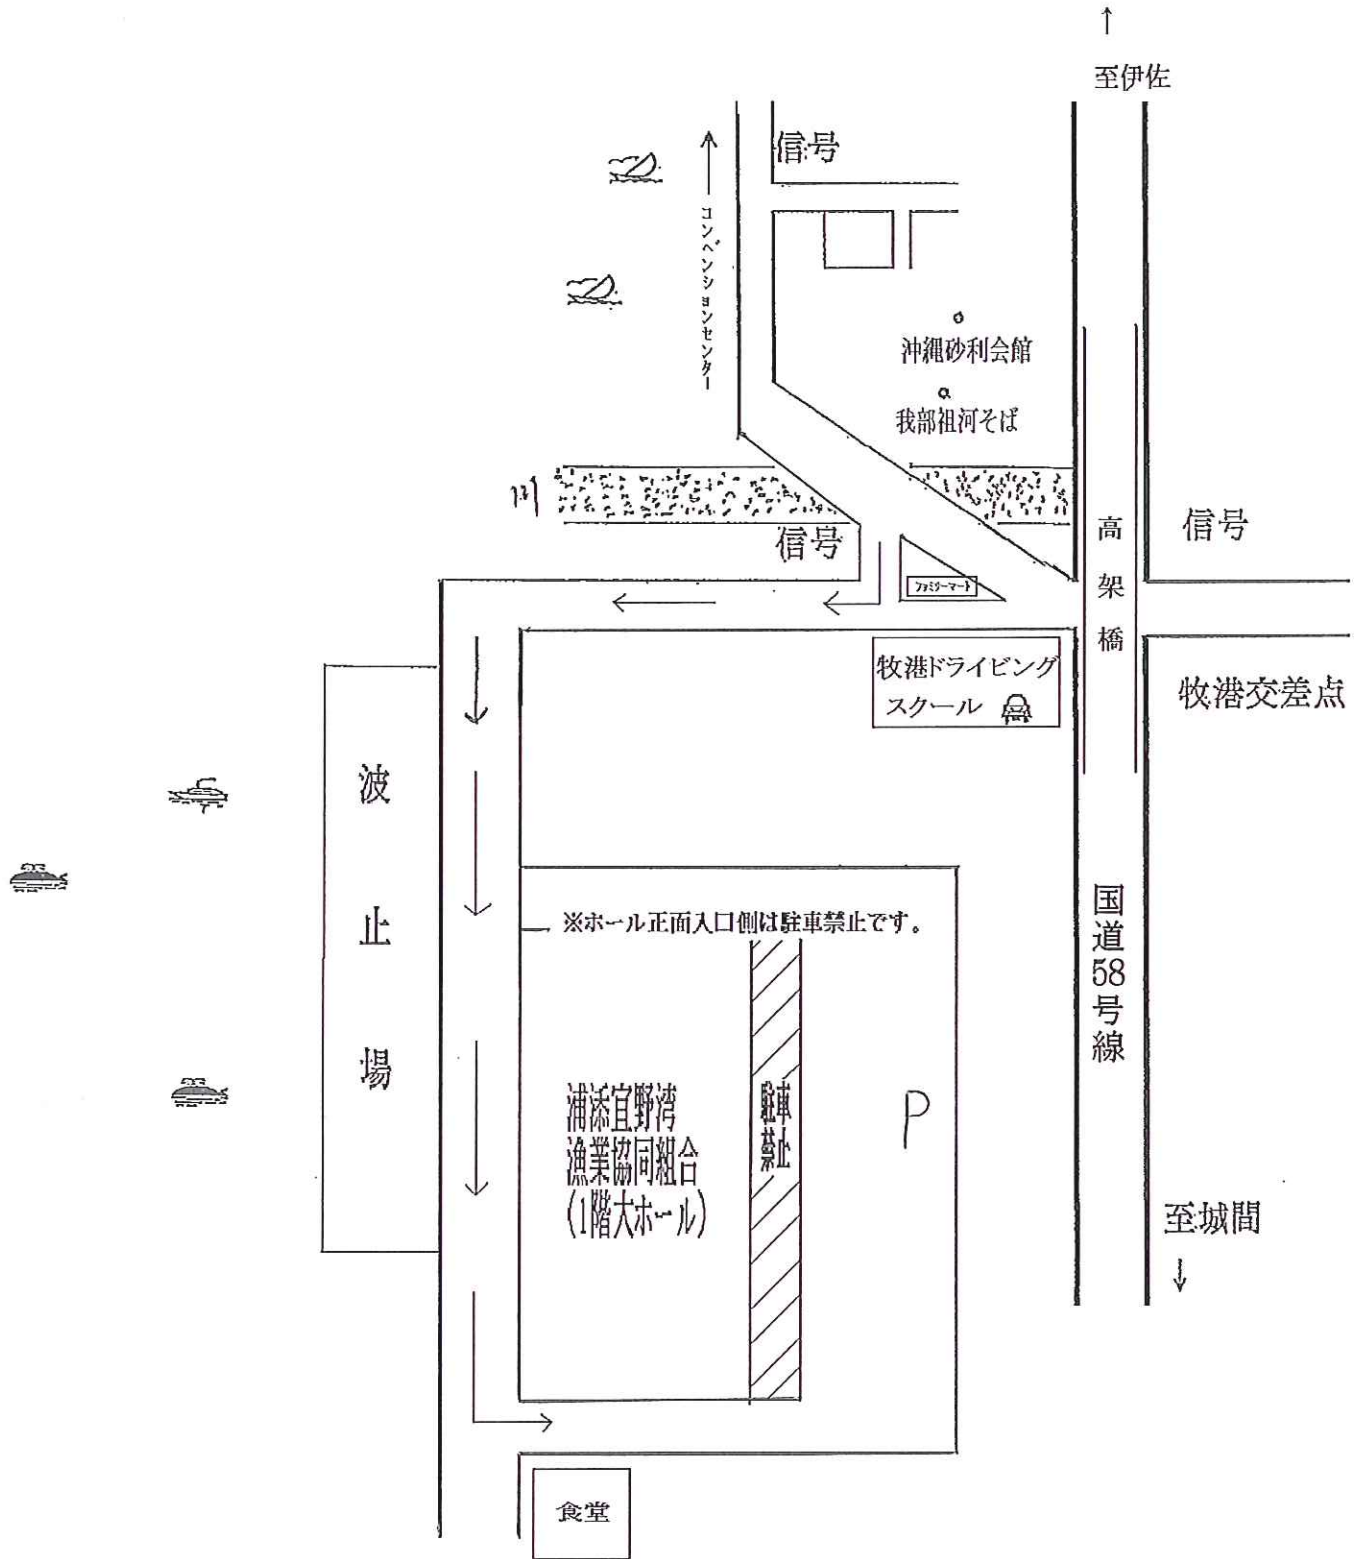 ↑
至伊佐
信号
コンベンションセンター
沖縄砂利会館
我部祖河そば
川
信号
ファミリーマート
高架橋
信号
牧港ドライビング
スクール
牧港交差点
波止場
※ホール正面入口側は駐車禁止です。
国道58号線
浦添宜野湾
漁業協同組合
(1階大ホール)
駐車
禁止
P
至城間
↓
食堂